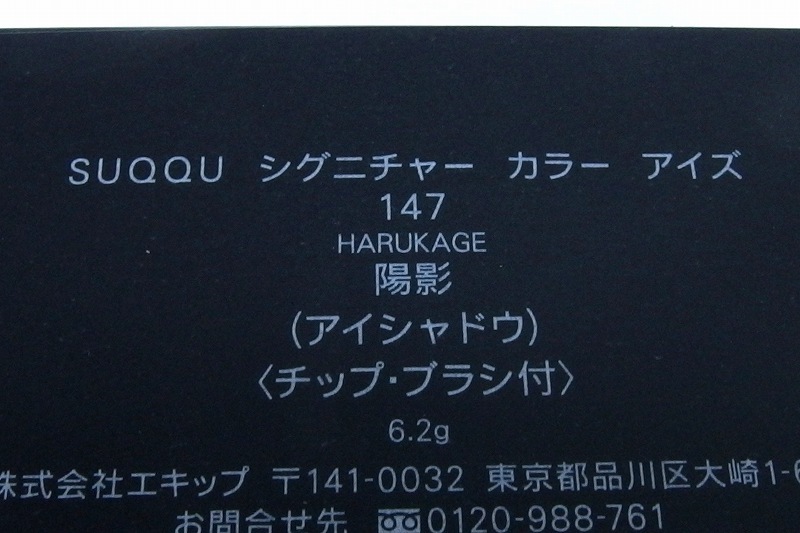 SUQQU シグニチャー カラー アイズ
147
HARUKAGE
陽影
(アイシャドウ)
〈チップ・ブラシ付〉
6.2g
株式会社エキップ 〒141-0032 東京都品川区大崎1-6
お問合せ先 0120-988-761